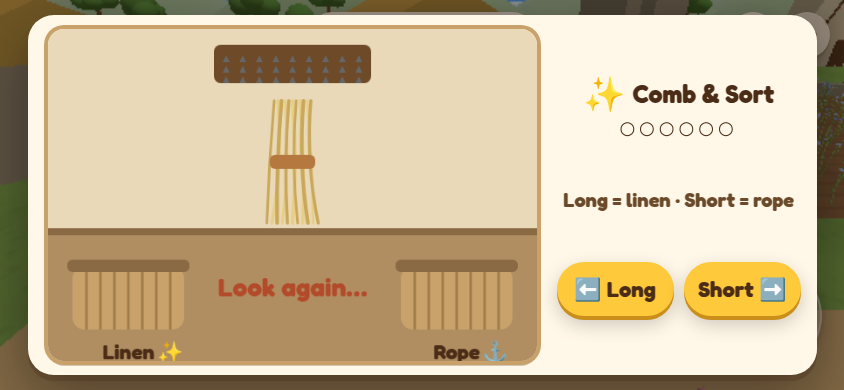 ✨ Comb & Sort
Long = linen · Short = rope
⬅️ Long
Short ➡️
Look again...
Linen ✨
Rope ⚓